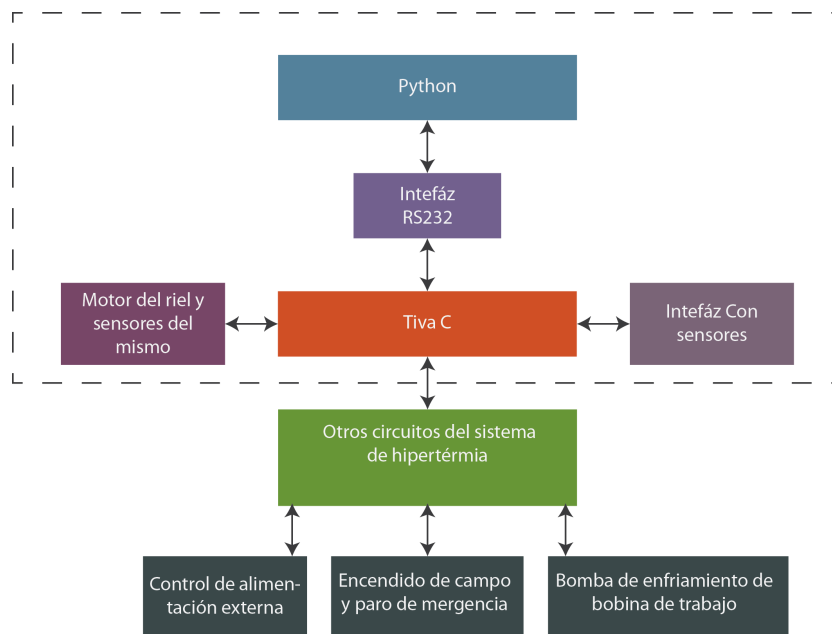 Python
Intefáz
RS232
Motor del riel y
sensores del
mismo
Tiva C
Intefáz Con
sensores
Otros circuitos del sistema
de hipertérmia
Control de alimen-
tación externa
Encendido de campo
y paro de mergencia
Bomba de enfriamiento de
bobina de trabajo